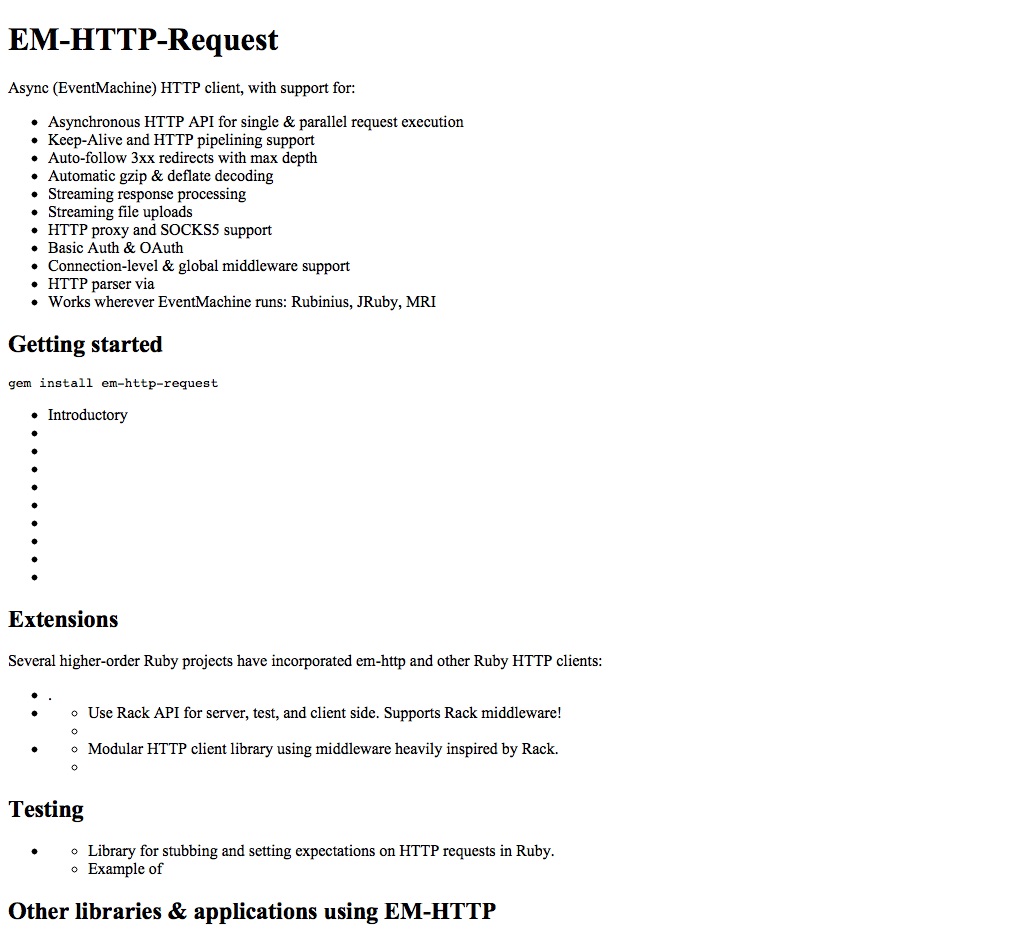 EM-HTTP-Request
Async (EventMachine) HTTP client, with support for:
Asynchronous HTTP API for single & parallel request execution
Keep-Alive and HTTP pipelining support
Auto-follow 3xx redirects with max depth
Automatic gzip & deflate decoding
Streaming response processing
Streaming file uploads
HTTP proxy and SOCKS5 support
Basic Auth & OAuth
Connection-level & global middleware support
HTTP parser via
Works wherever EventMachine runs: Rubinius, JRuby, MRI
Getting started
gem install em-http-request
Introductory
Extensions
Several higher-order Ruby projects have incorporated em-http and other Ruby HTTP clients:
.
Use Rack API for server, test, and client side. Supports Rack middleware!
Modular HTTP client library using middleware heavily inspired by Rack.
Testing
Library for stubbing and setting expectations on HTTP requests in Ruby.
Example of
Other libraries & applications using EM-HTTP